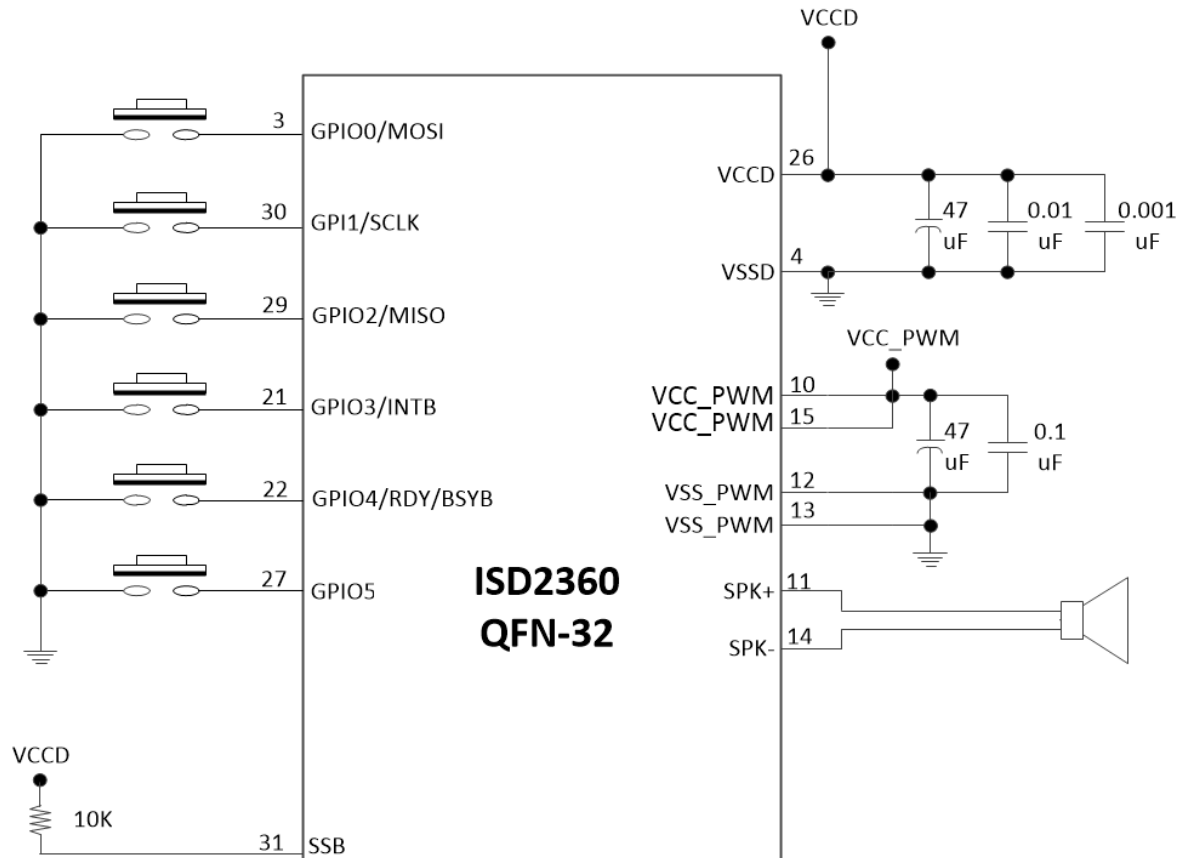 VCCD
3 GPIO0/MOSI
30 GPI1/SCLK
29 GPIO2/MISO
21 GPIO3/INTB
22 GPIO4/RDY/BSYB
27 GPIO5
VCCD
10K
31 SSB
ISD2360
QFN-32
VCCD 26
VSSD 4
47
uF
0.01
uF
0.001
uF
VCC_PWM
VCC_PWM 10
VCC_PWM 15
VSS_PWM 12
VSS_PWM 13
47
uF
0.1
uF
SPK+ 11
SPK- 14